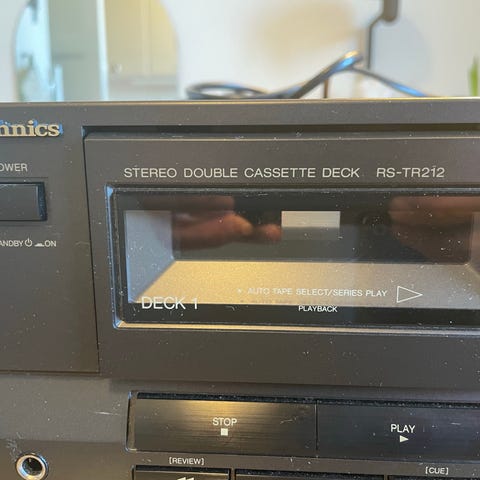 hnics
STEREO DOUBLE CASSETTE DECK RS-TR212
OWER
ANDBY ⏻ ON
• AUTO TAPE SELECT/SERIES PLAY
DECK 1
PLAYBACK
STOP
PLAY
[REVIEW]
[CUE]